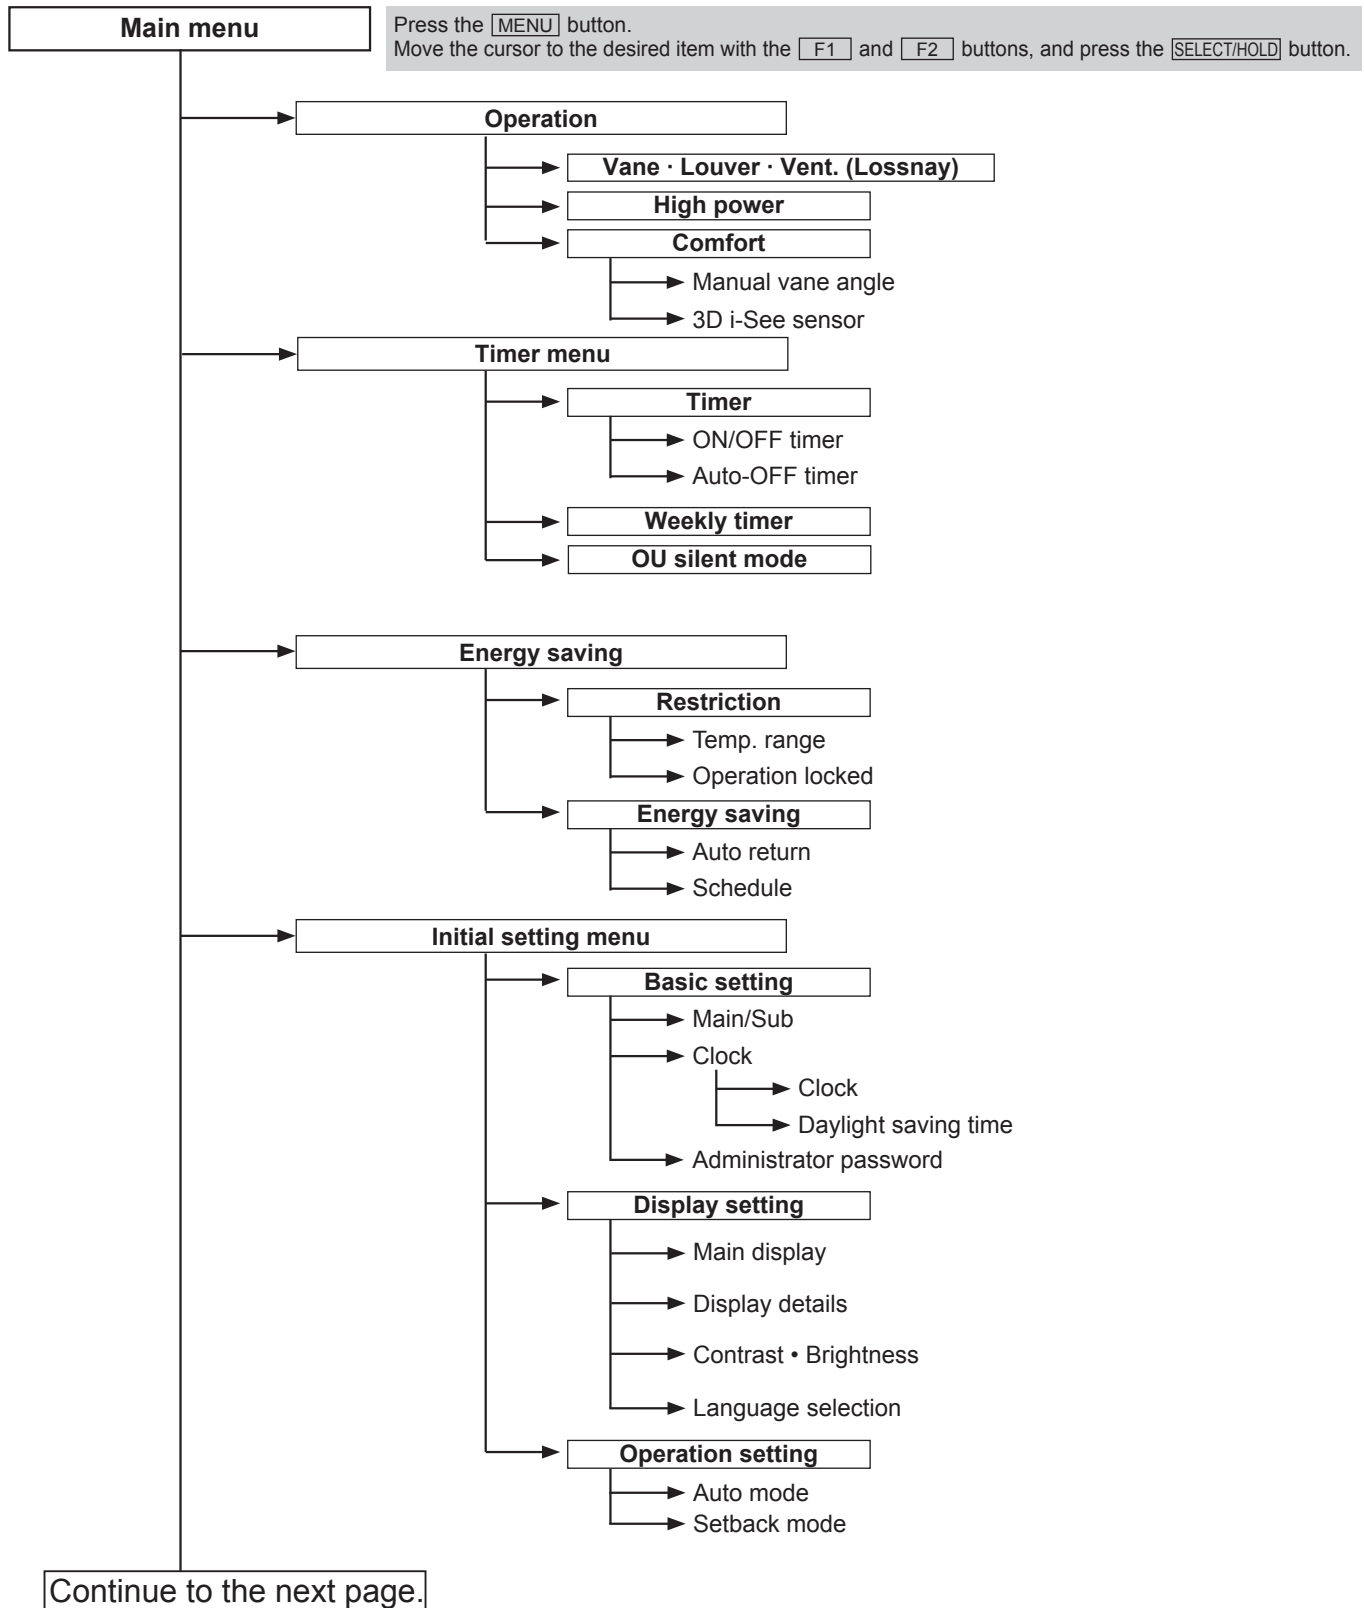 Main menu
Press the MENU button.
Move the cursor to the desired item with the F1 and F2 buttons, and press the SELECT/HOLD button.
Operation
Vane · Louver · Vent. (Lossnay)
High power
Comfort
Manual vane angle
3D i-See sensor
Timer menu
Timer
ON/OFF timer
Auto-OFF timer
Weekly timer
OU silent mode
Energy saving
Restriction
Temp. range
Operation locked
Energy saving
Auto return
Schedule
Initial setting menu
Basic setting
Main/Sub
Clock
Clock
Daylight saving time
Administrator password
Display setting
Main display
Display details
Contrast • Brightness
Language selection
Operation setting
Auto mode
Setback mode
Continue to the next page.